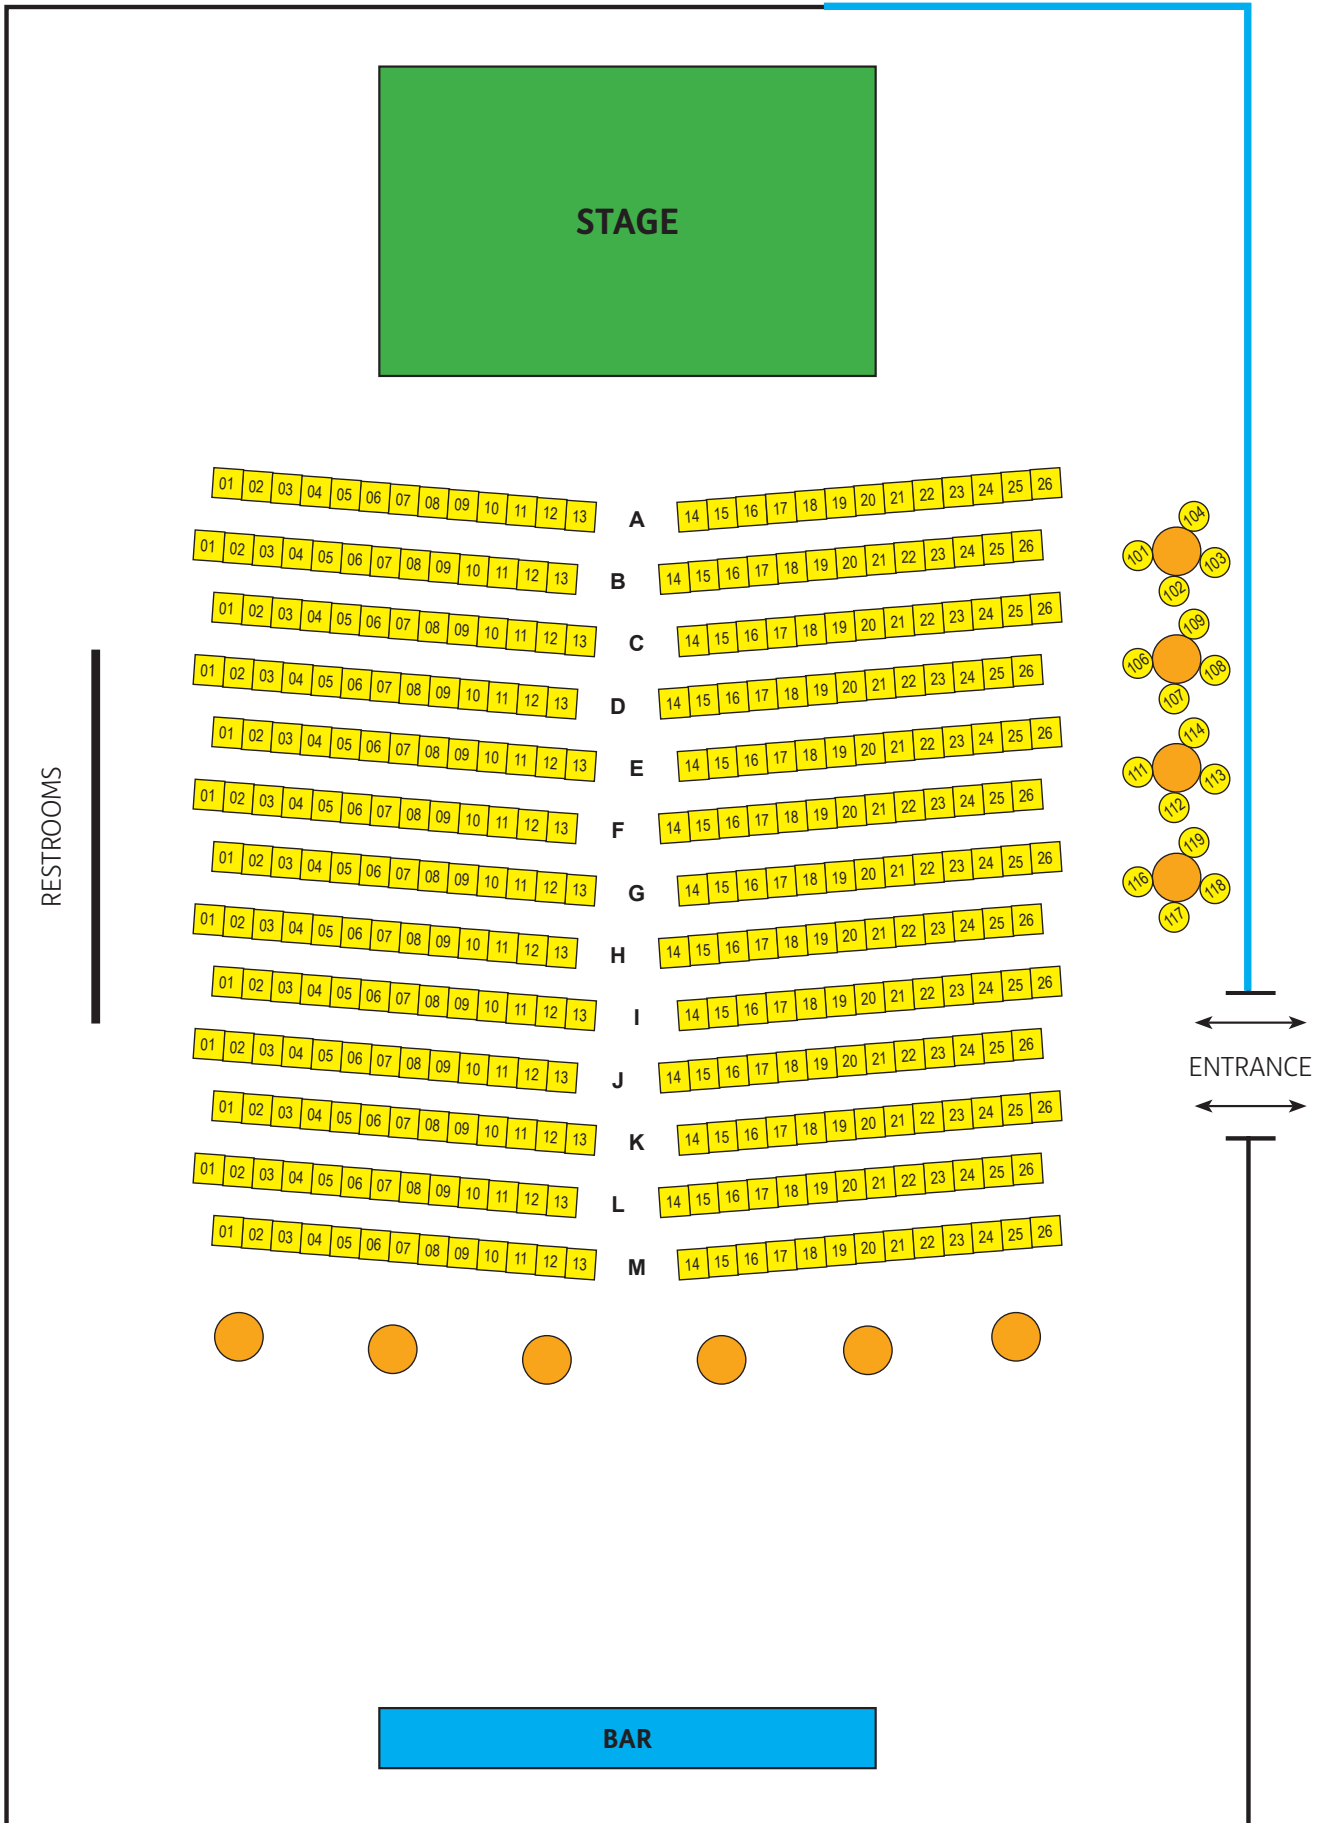 STAGE
01 02 03 04 05 06 07 08 09 10 11 12 13 A 14 15 16 17 18 19 20 21 22 23 24 25 26
01 02 03 04 05 06 07 08 09 10 11 12 13 B 14 15 16 17 18 19 20 21 22 23 24 25 26
01 02 03 04 05 06 07 08 09 10 11 12 13 C 14 15 16 17 18 19 20 21 22 23 24 25 26
01 02 03 04 05 06 07 08 09 10 11 12 13 D 14 15 16 17 18 19 20 21 22 23 24 25 26
01 02 03 04 05 06 07 08 09 10 11 12 13 E 14 15 16 17 18 19 20 21 22 23 24 25 26
01 02 03 04 05 06 07 08 09 10 11 12 13 F 14 15 16 17 18 19 20 21 22 23 24 25 26
01 02 03 04 05 06 07 08 09 10 11 12 13 G 14 15 16 17 18 19 20 21 22 23 24 25 26
01 02 03 04 05 06 07 08 09 10 11 12 13 H 14 15 16 17 18 19 20 21 22 23 24 25 26
01 02 03 04 05 06 07 08 09 10 11 12 13 I 14 15 16 17 18 19 20 21 22 23 24 25 26
01 02 03 04 05 06 07 08 09 10 11 12 13 J 14 15 16 17 18 19 20 21 22 23 24 25 26
01 02 03 04 05 06 07 08 09 10 11 12 13 K 14 15 16 17 18 19 20 21 22 23 24 25 26
01 02 03 04 05 06 07 08 09 10 11 12 13 L 14 15 16 17 18 19 20 21 22 23 24 25 26
01 02 03 04 05 06 07 08 09 10 11 12 13 M 14 15 16 17 18 19 20 21 22 23 24 25 26
104
101 103
102
109
106 108
107
114
111 113
112
119
116 118
117
RESTROOMS
ENTRANCE
BAR